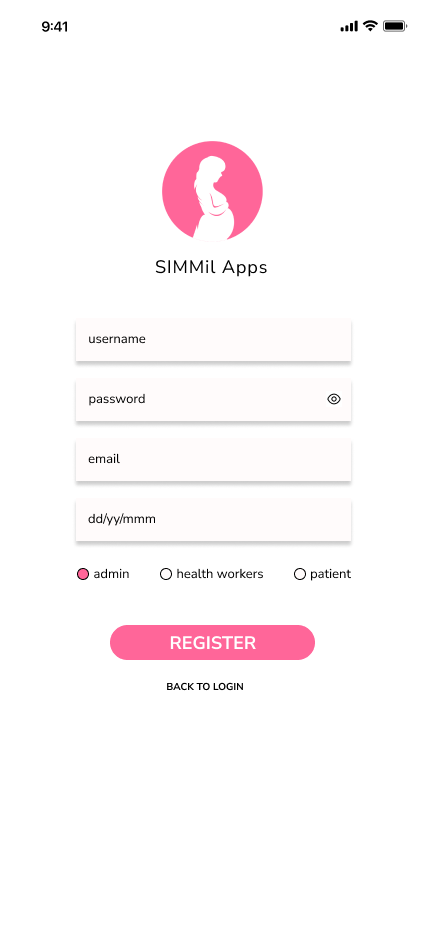 9:41
SIMMil Apps
username
password
email
dd/yy/mmm
admin health workers patient
REGISTER
BACK TO LOGIN